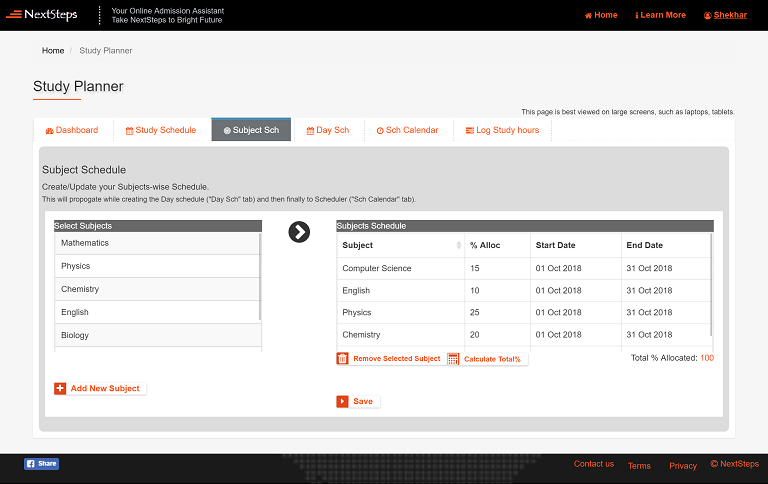 NextSteps
Your Online Admission Assistant
Take NextSteps to Bright Future
Home
Learn More
Shekhar
Home / Study Planner
Study Planner
This page is best viewed on large screens, such as laptops, tablets.
Dashboard
Study Schedule
Subject Sch
Day Sch
Sch Calendar
Log Study hours
Subject Schedule
Create/Update your Subjects-wise Schedule.
This will propogate while creating the Day schedule ("Day Sch" tab) and then finally to Scheduler ("Sch Calendar" tab).
Select Subjects
Mathematics
Physics
Chemistry
English
Biology
Add New Subject
Subjects Schedule
Subject % Alloc Start Date End Date
Computer Science 15 01 Oct 2018 31 Oct 2018
English 10 01 Oct 2018 31 Oct 2018
Physics 25 01 Oct 2018 31 Oct 2018
Chemistry 20 01 Oct 2018 31 Oct 2018
Remove Selected Subject
Calculate Total%
Total % Allocated: 100
Save
Share
Contact us
Terms
Privacy
© NextSteps